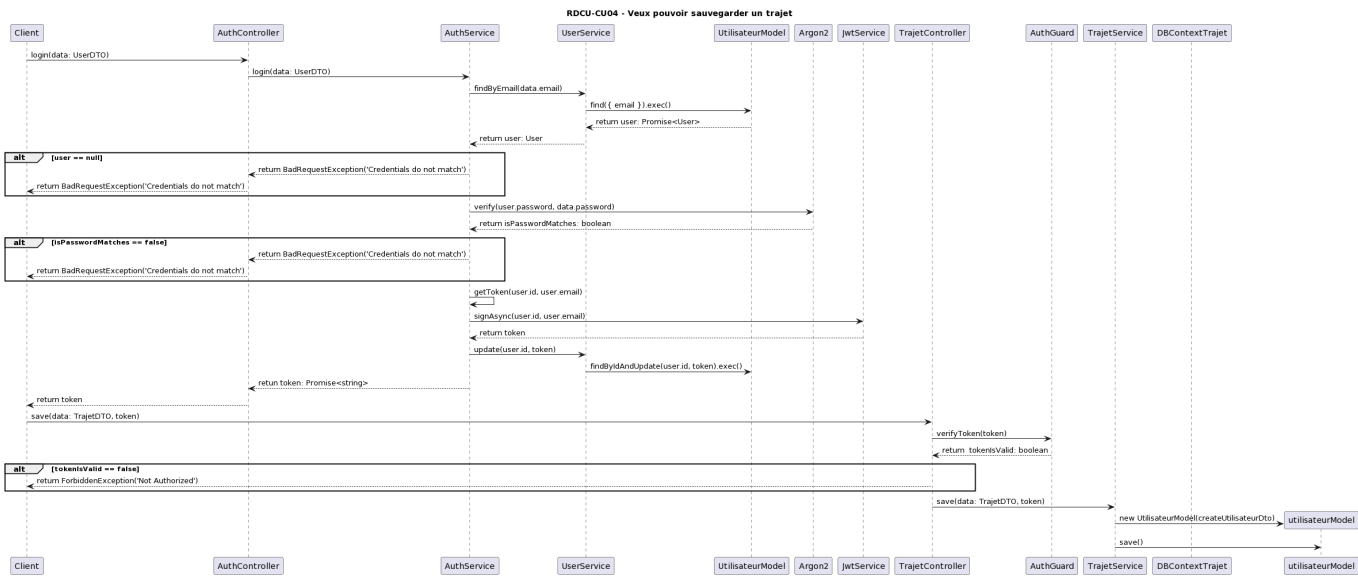 RDCU-CU04 - Veux pouvoir sauvegarder un trajet
Client AuthController AuthService UserService UtilisateurModel Argon2 JwtService TrajetController AuthGuard TrajetService DBContextTrajet
login(data: UserDTO)
login(data: UserDTO)
findByEmail(data.email)
find({ email }).exec()
return user: Promise<User>
return user: User
alt [user == null]
return BadRequestException('Credentials do not match')
return BadRequestException('Credentials do not match')
verify(user.password, data.password)
return isPasswordMatches: boolean
alt [isPasswordMatches == false]
return BadRequestException('Credentials do not match')
return BadRequestException('Credentials do not match')
getToken(user.id, user.email)
signAsync(user.id, user.email)
return token
update(user.id, token)
findByIdAndUpdate(user.id, token).exec()
retun token: Promise<string>
return token
save(data: TrajetDTO, token)
verifyToken(token)
return tokenIsValid: boolean
alt [tokenIsValid == false]
return ForbiddenException('Not Authorized')
save(data: TrajetDTO, token)
new UtilisateurModel(createUtilisateurDto) utilisateurModel
save()
Client AuthController AuthService UserService UtilisateurModel Argon2 JwtService TrajetController AuthGuard TrajetService DBContextTrajet utilisateurModel